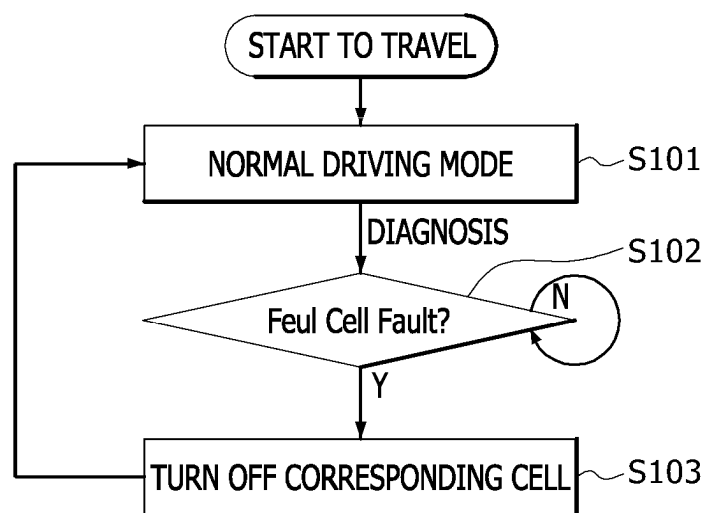 START TO TRAVEL
NORMAL DRIVING MODE
S101
DIAGNOSIS
S102
Feul Cell Fault?
N
Y
TURN OFF CORRESPONDING CELL
S103